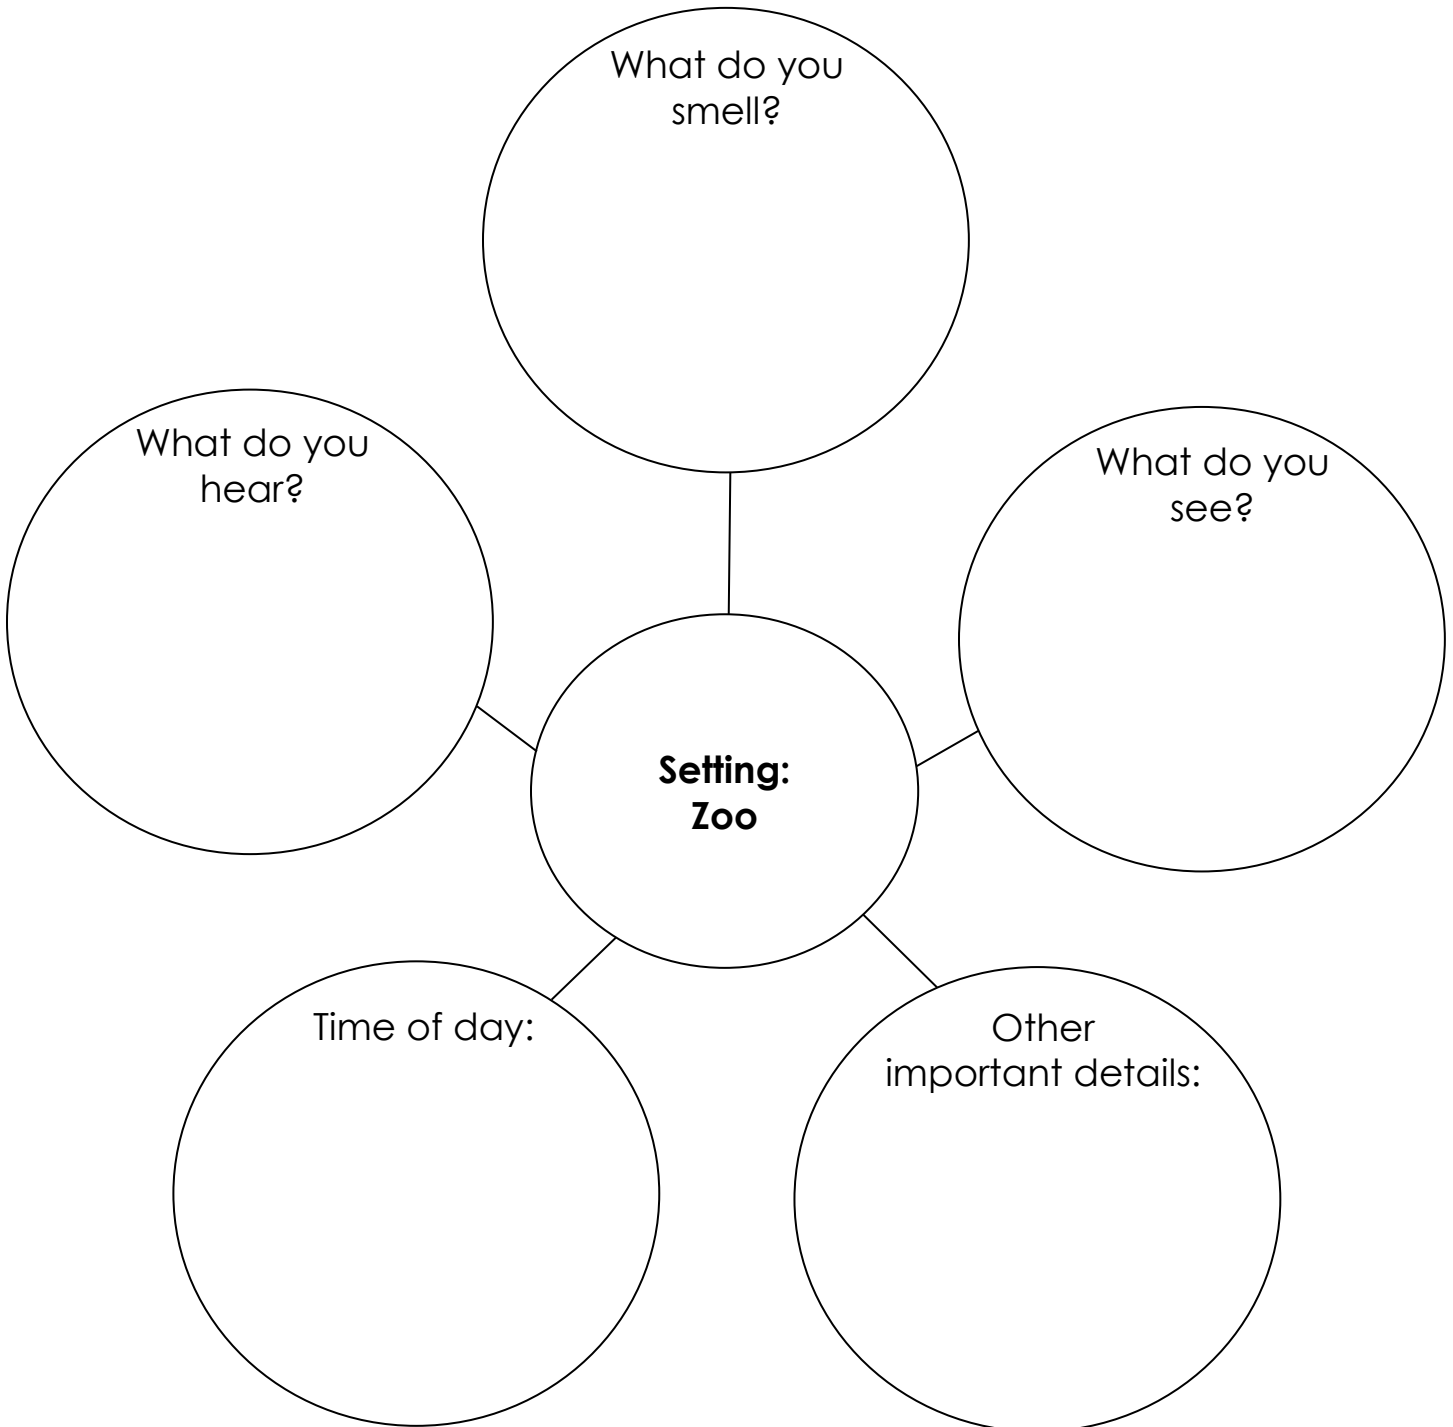 What do you
smell?
What do you
hear?
What do you
see?
Setting:
Zoo
Time of day:
Other
important details: